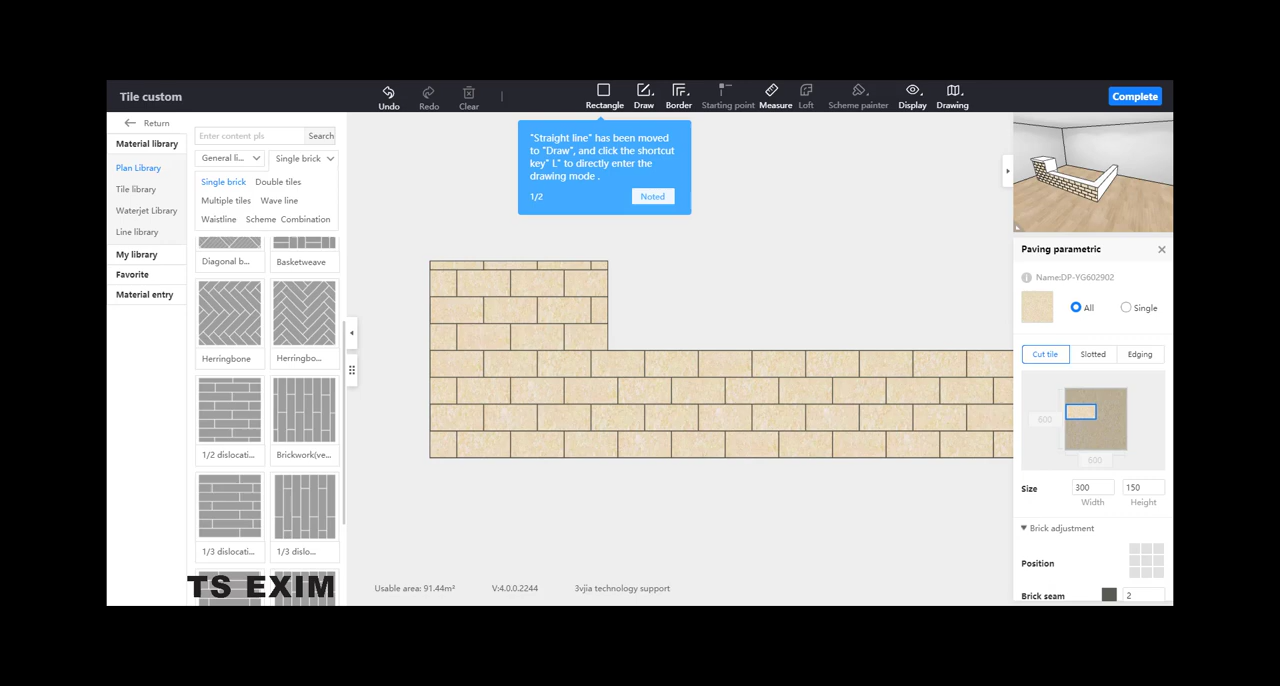 Tile custom
Undo
Redo
Clear
Rectangle
Draw
Border
Starting point
Measure
Loft
Scheme painter
Display
Drawing
Complete
Return
Material library
Plan Library
Tile library
Waterjet Library
Line library
My library
Favorite
Material entry
Enter content pls
Search
General li...
Single brick
Single brick
Double tiles
Multiple tiles
Wave line
Waistline
Scheme
Combination
Diagonal b...
Basketweave
Herringbone
Herringbo...
1/2 dislocati...
Brickwork(ve...
1/3 dislocati...
1/3 dislo...
TS EXIM
"Straight line" has been moved
to "Draw", and click the shortcut
key" L" to directly enter the
drawing mode .
1/2
Noted
Usable area: 91.44m²
V:4.0.0.2244
3vjia technology support
Paving parametric
Name:DP-YG602902
All
Single
Cut tile
Slotted
Edging
600
600
Size
300
150
Width
Height
Brick adjustment
Position
Brick seam
2